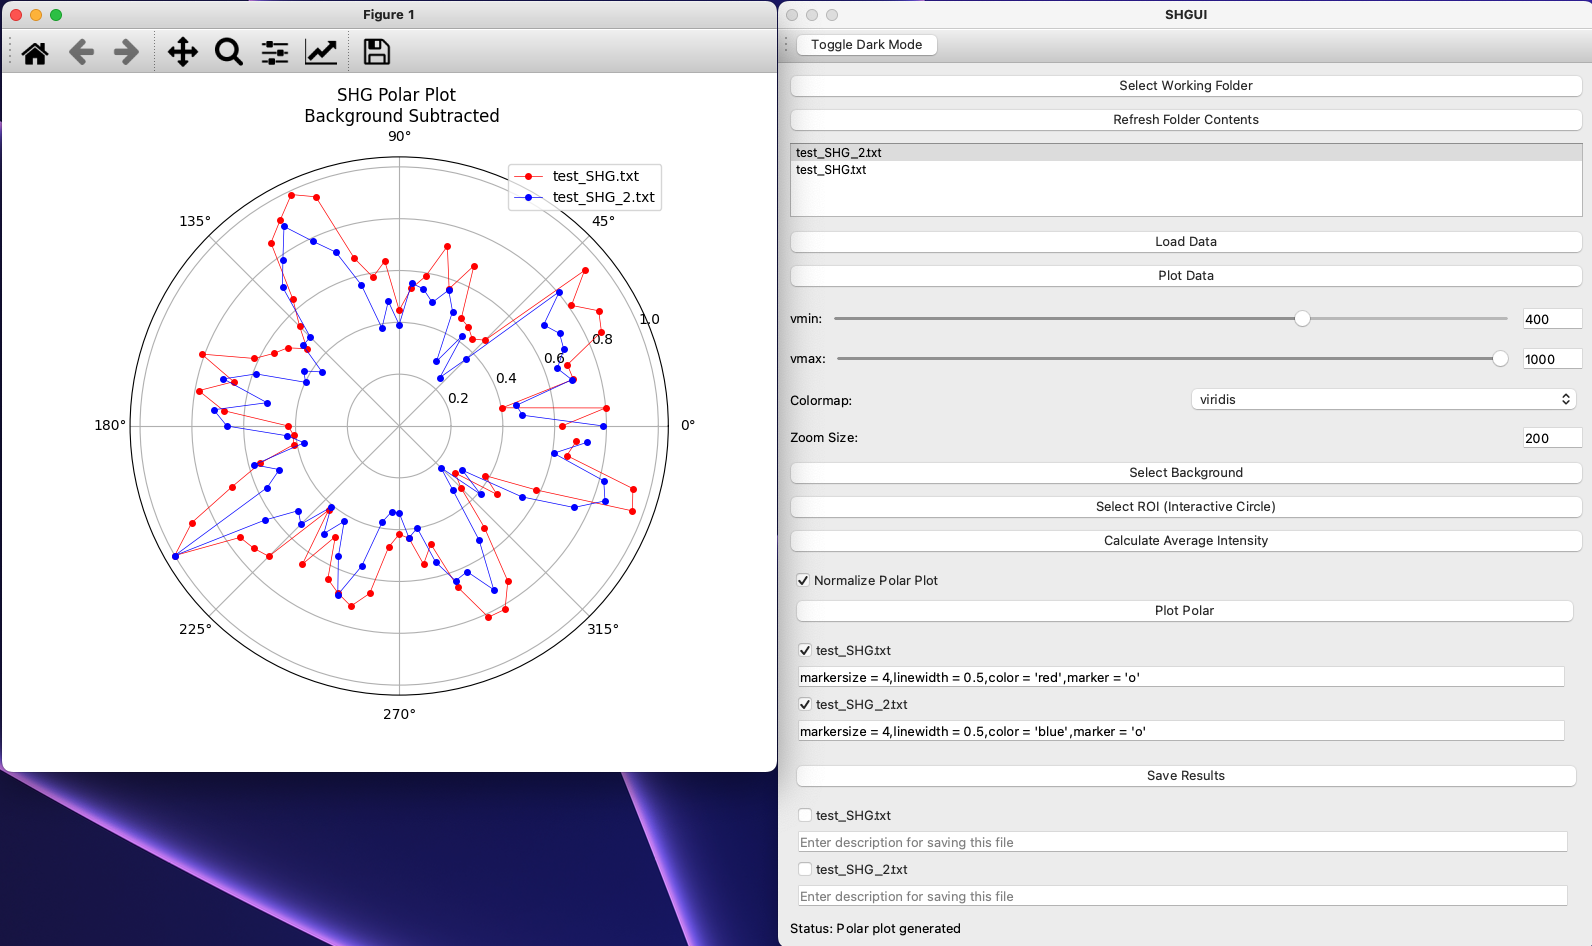 Figure 1
SHG Polar Plot
Background Subtracted
90°
test_SHG.txt
test_SHG_2.txt
135°
45°
1.0
0.8
0.6
0.4
0.2
180°
0°
225°
315°
270°
SHGUI
Toggle Dark Mode
Select Working Folder
Refresh Folder Contents
test_SHG_2.txt
test_SHG.txt
Load Data
Plot Data
vmin: 400
vmax: 1000
Colormap: viridis
Zoom Size: 200
Select Background
Select ROI (Interactive Circle)
Calculate Average Intensity
Normalize Polar Plot
Plot Polar
test_SHG.txt
markersize = 4,linewidth = 0.5,color = 'red',marker = 'o'
test_SHG_2.txt
markersize = 4,linewidth = 0.5,color = 'blue',marker = 'o'
Save Results
test_SHG.txt
Enter description for saving this file
test_SHG_2.txt
Enter description for saving this file
Status: Polar plot generated